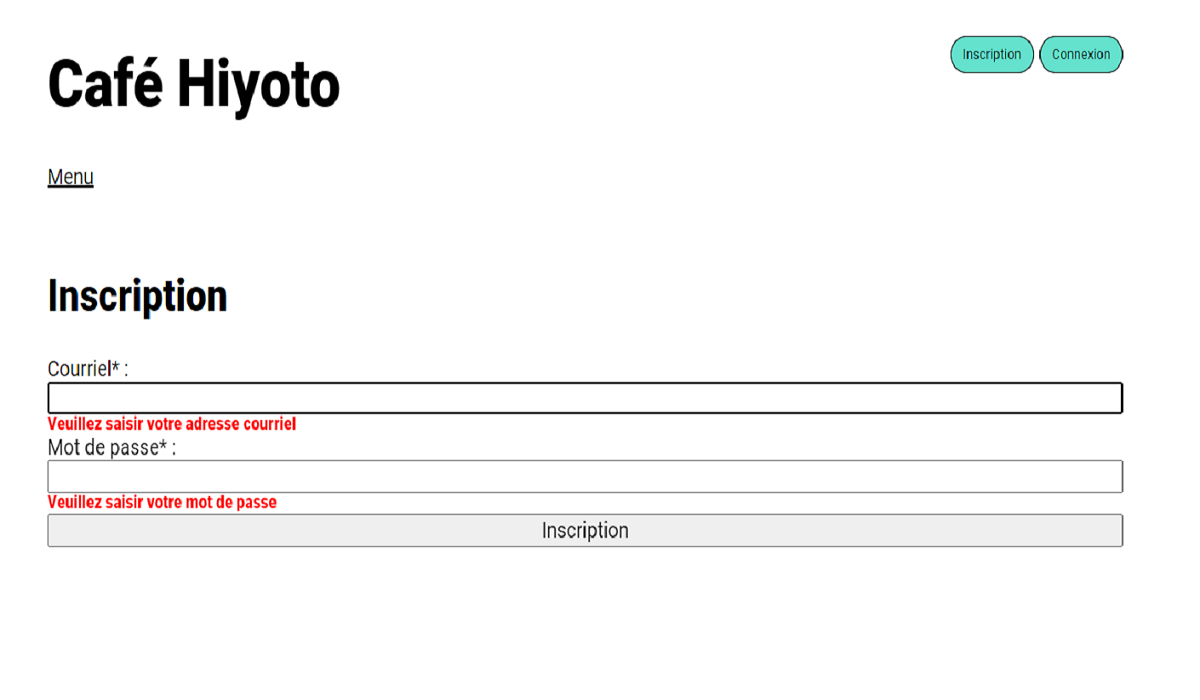 Café Hiyoto
Inscription
Connexion
Menu
Inscription
Courriel* :
Veuillez saisir votre adresse courriel
Mot de passe* :
Veuillez saisir votre mot de passe
Inscription